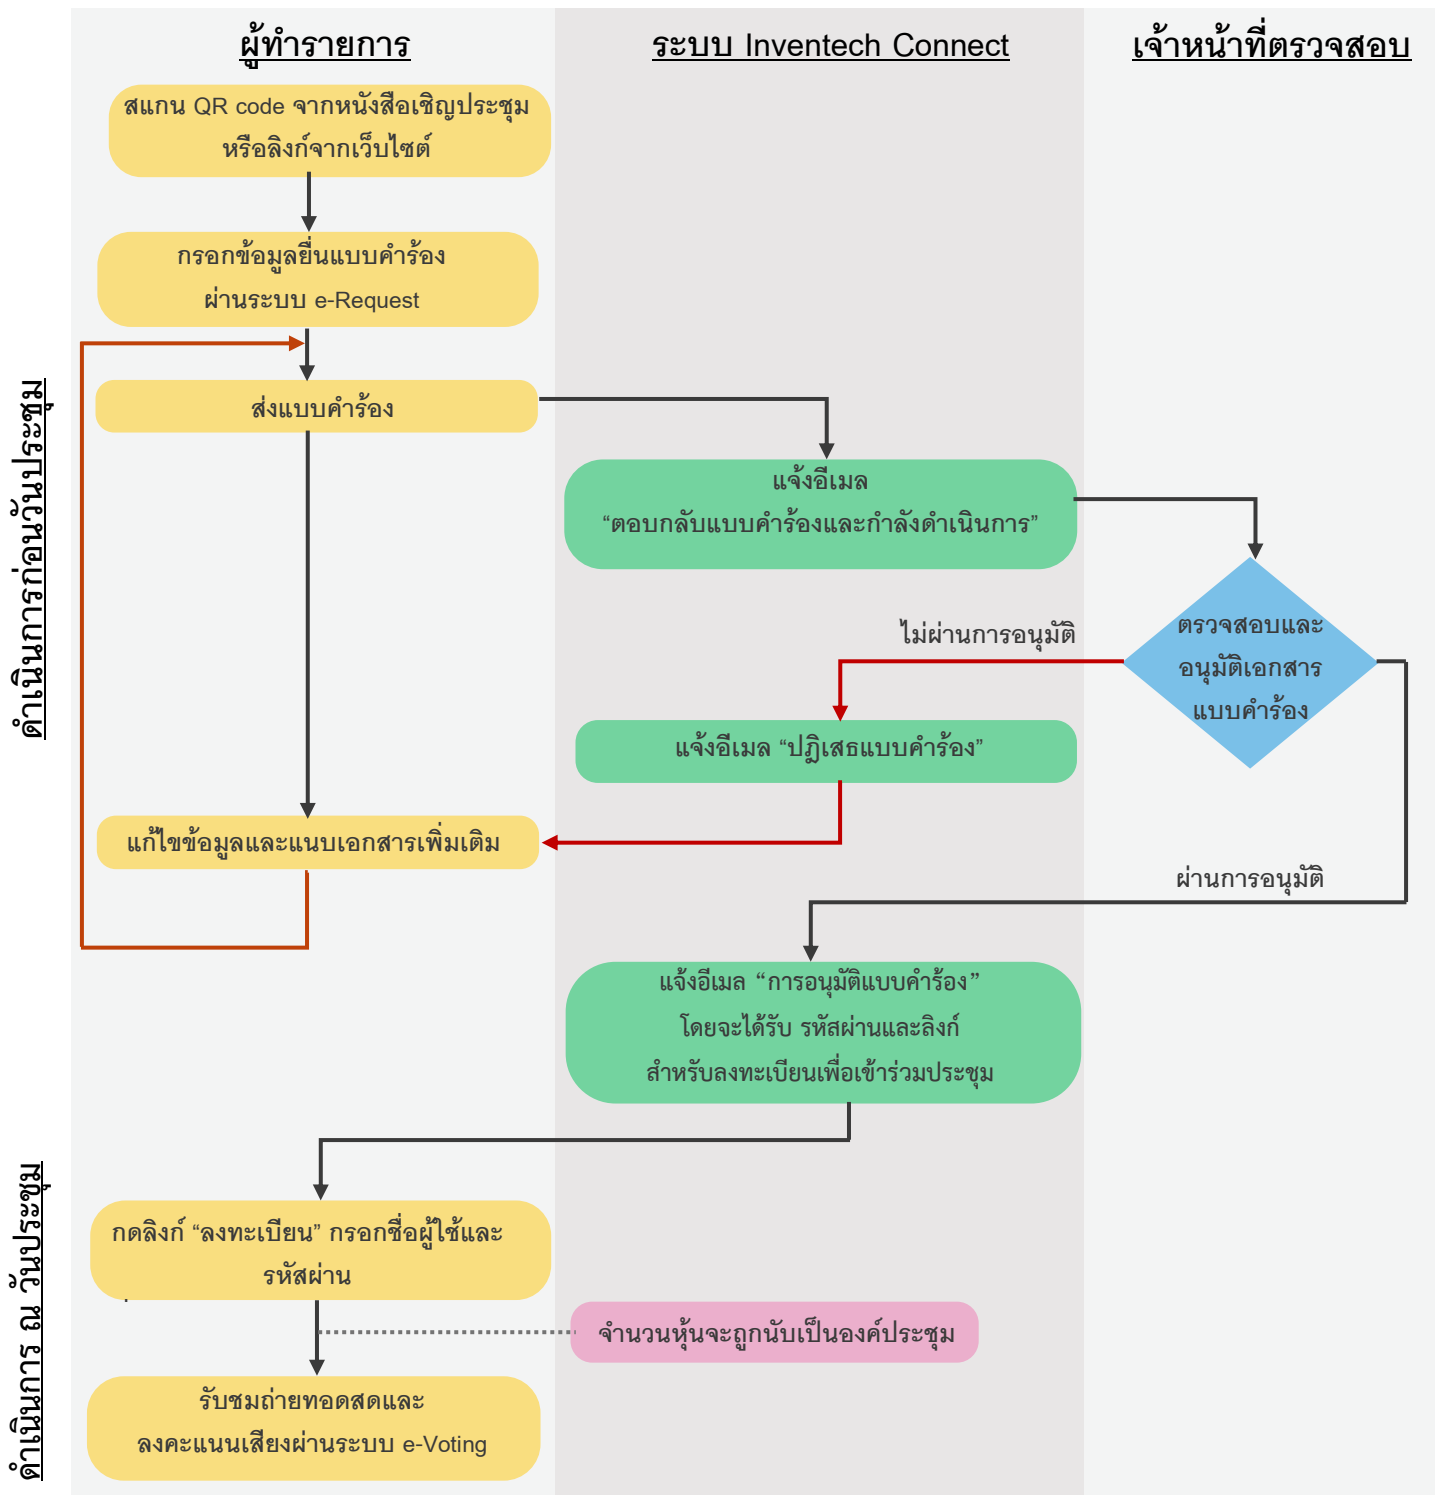 ผู้ทำรายการ
ระบบ Inventech Connect
เจ้าหน้าที่ตรวจสอบ
ดำเนินการก่อนวันประชุม
สแกน QR code จากหนังสือเชิญประชุม
หรือลิงก์จากเว็บไซต์
กรอกข้อมูลยื่นแบบคำร้อง
ผ่านระบบ e-Request
ส่งแบบคำร้อง
แจ้งอีเมล
“ตอบกลับแบบคำร้องและกำลังดำเนินการ”
ตรวจสอบและ
อนุมัติเอกสาร
แบบคำร้อง
ไม่ผ่านการอนุมัติ
แจ้งอีเมล “ปฎิเสธแบบคำร้อง”
แก้ไขข้อมูลและแนบเอกสารเพิ่มเติม
ผ่านการอนุมัติ
แจ้งอีเมล “การอนุมัติแบบคำร้อง”
โดยจะได้รับ รหัสผ่านและลิงก์
สำหรับลงทะเบียนเพื่อเข้าร่วมประชุม
ดำเนินการ ณ วันประชุม
กดลิงก์ “ลงทะเบียน” กรอกชื่อผู้ใช้และ
รหัสผ่าน
จำนวนหุ้นจะถูกนับเป็นองค์ประชุม
รับชมถ่ายทอดสดและ
ลงคะแนนเสียงผ่านระบบ e-Voting